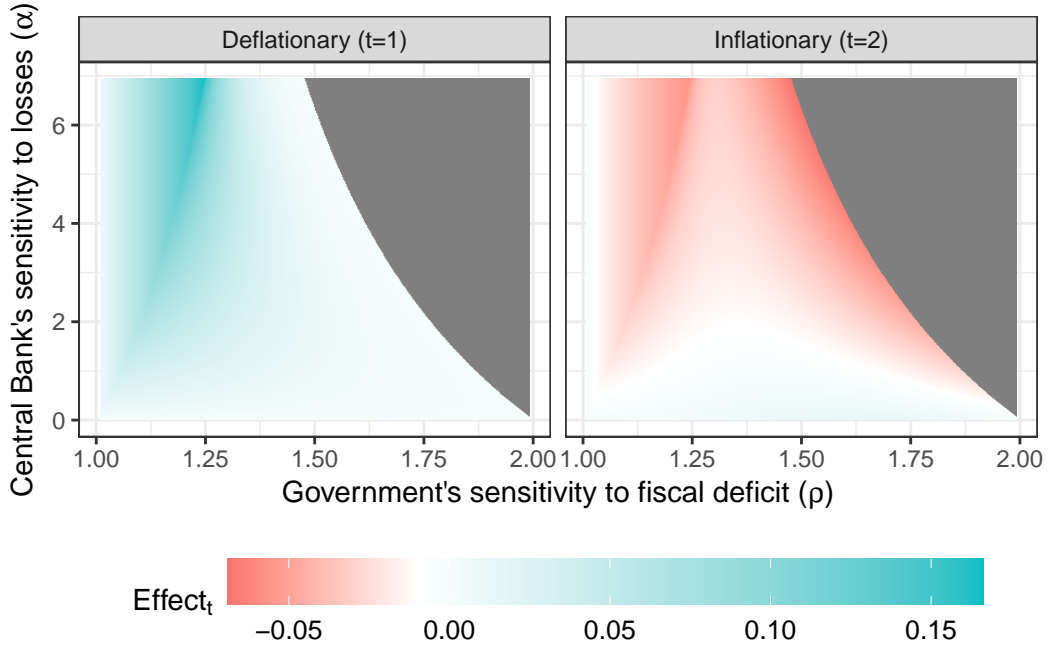 Deflationary (t=1)
Inflationary (t=2)
Central Bank's sensitivity to losses (α)
6
4
2
0
1.00 1.25 1.50 1.75 2.00
1.00 1.25 1.50 1.75 2.00
Government's sensitivity to fiscal deficit (ρ)
Effect_t
−0.05 0.00 0.05 0.10 0.15